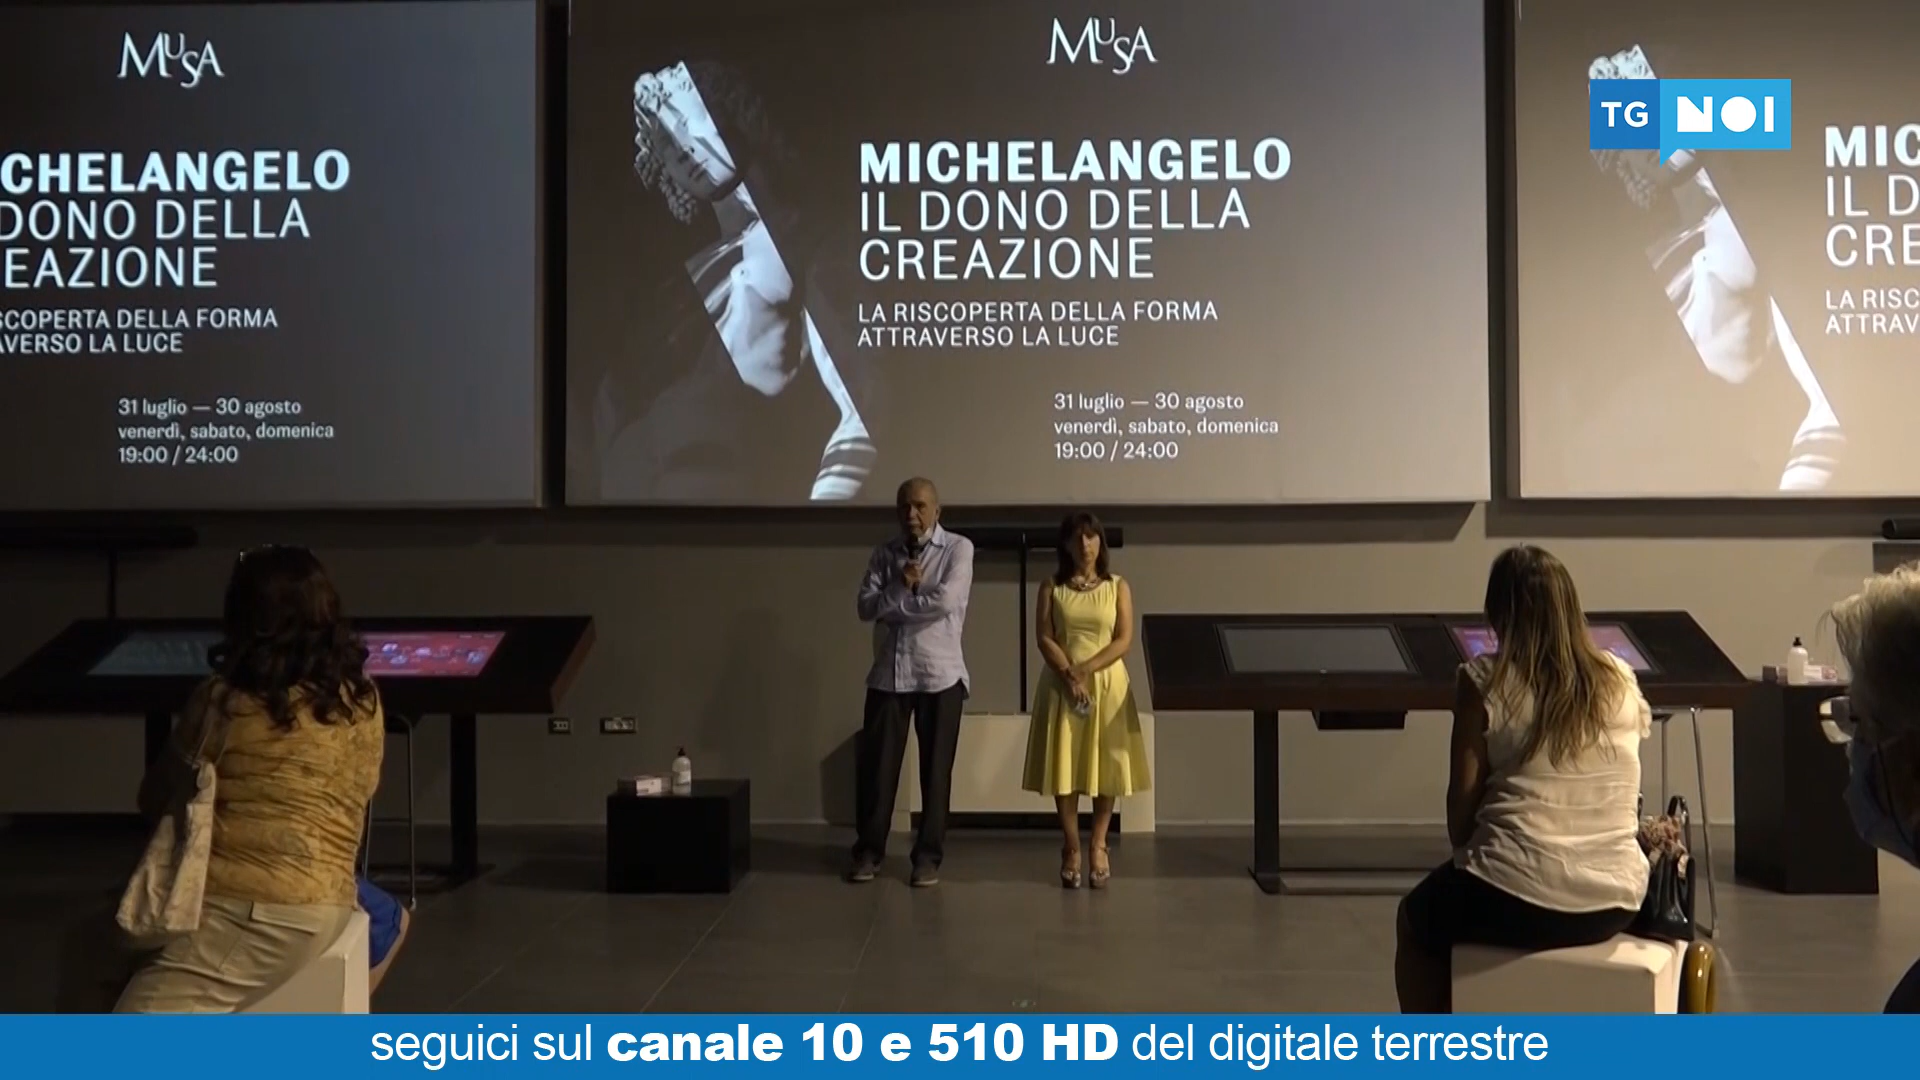 MUSA
CHELANGELO
DONO DELLA
EAZIONE
SCOPERTA DELLA FORMA
AVERSO LA LUCE
31 luglio — 30 agosto
venerdì, sabato, domenica
19:00 / 24:00
MUSA
MICHELANGELO
IL DONO DELLA
CREAZIONE
LA RISCOPERTA DELLA FORMA
ATTRAVERSO LA LUCE
31 luglio — 30 agosto
venerdì, sabato, domenica
19:00 / 24:00
TG NOI
MIC
IL D
CRE
LA RISC
ATTRAV
seguici sul canale 10 e 510 HD del digitale terrestre